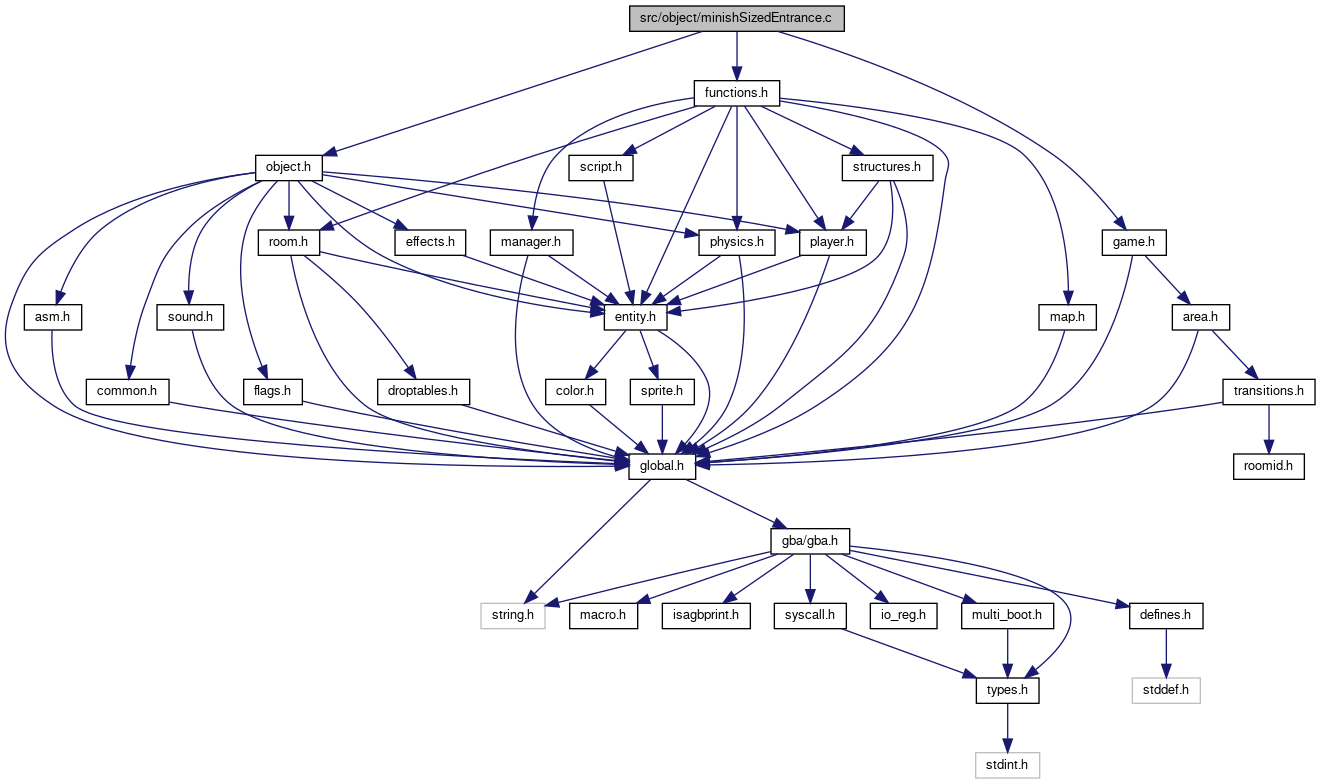 src/object/minishSizedEntrance.c
functions.h
object.h
script.h
structures.h
room.h
effects.h
manager.h
physics.h
player.h
game.h
asm.h
sound.h
entity.h
map.h
area.h
common.h
flags.h
droptables.h
color.h
sprite.h
transitions.h
global.h
roomid.h
gba/gba.h
string.h
macro.h
isagbprint.h
syscall.h
io_reg.h
multi_boot.h
defines.h
types.h
stddef.h
stdint.h